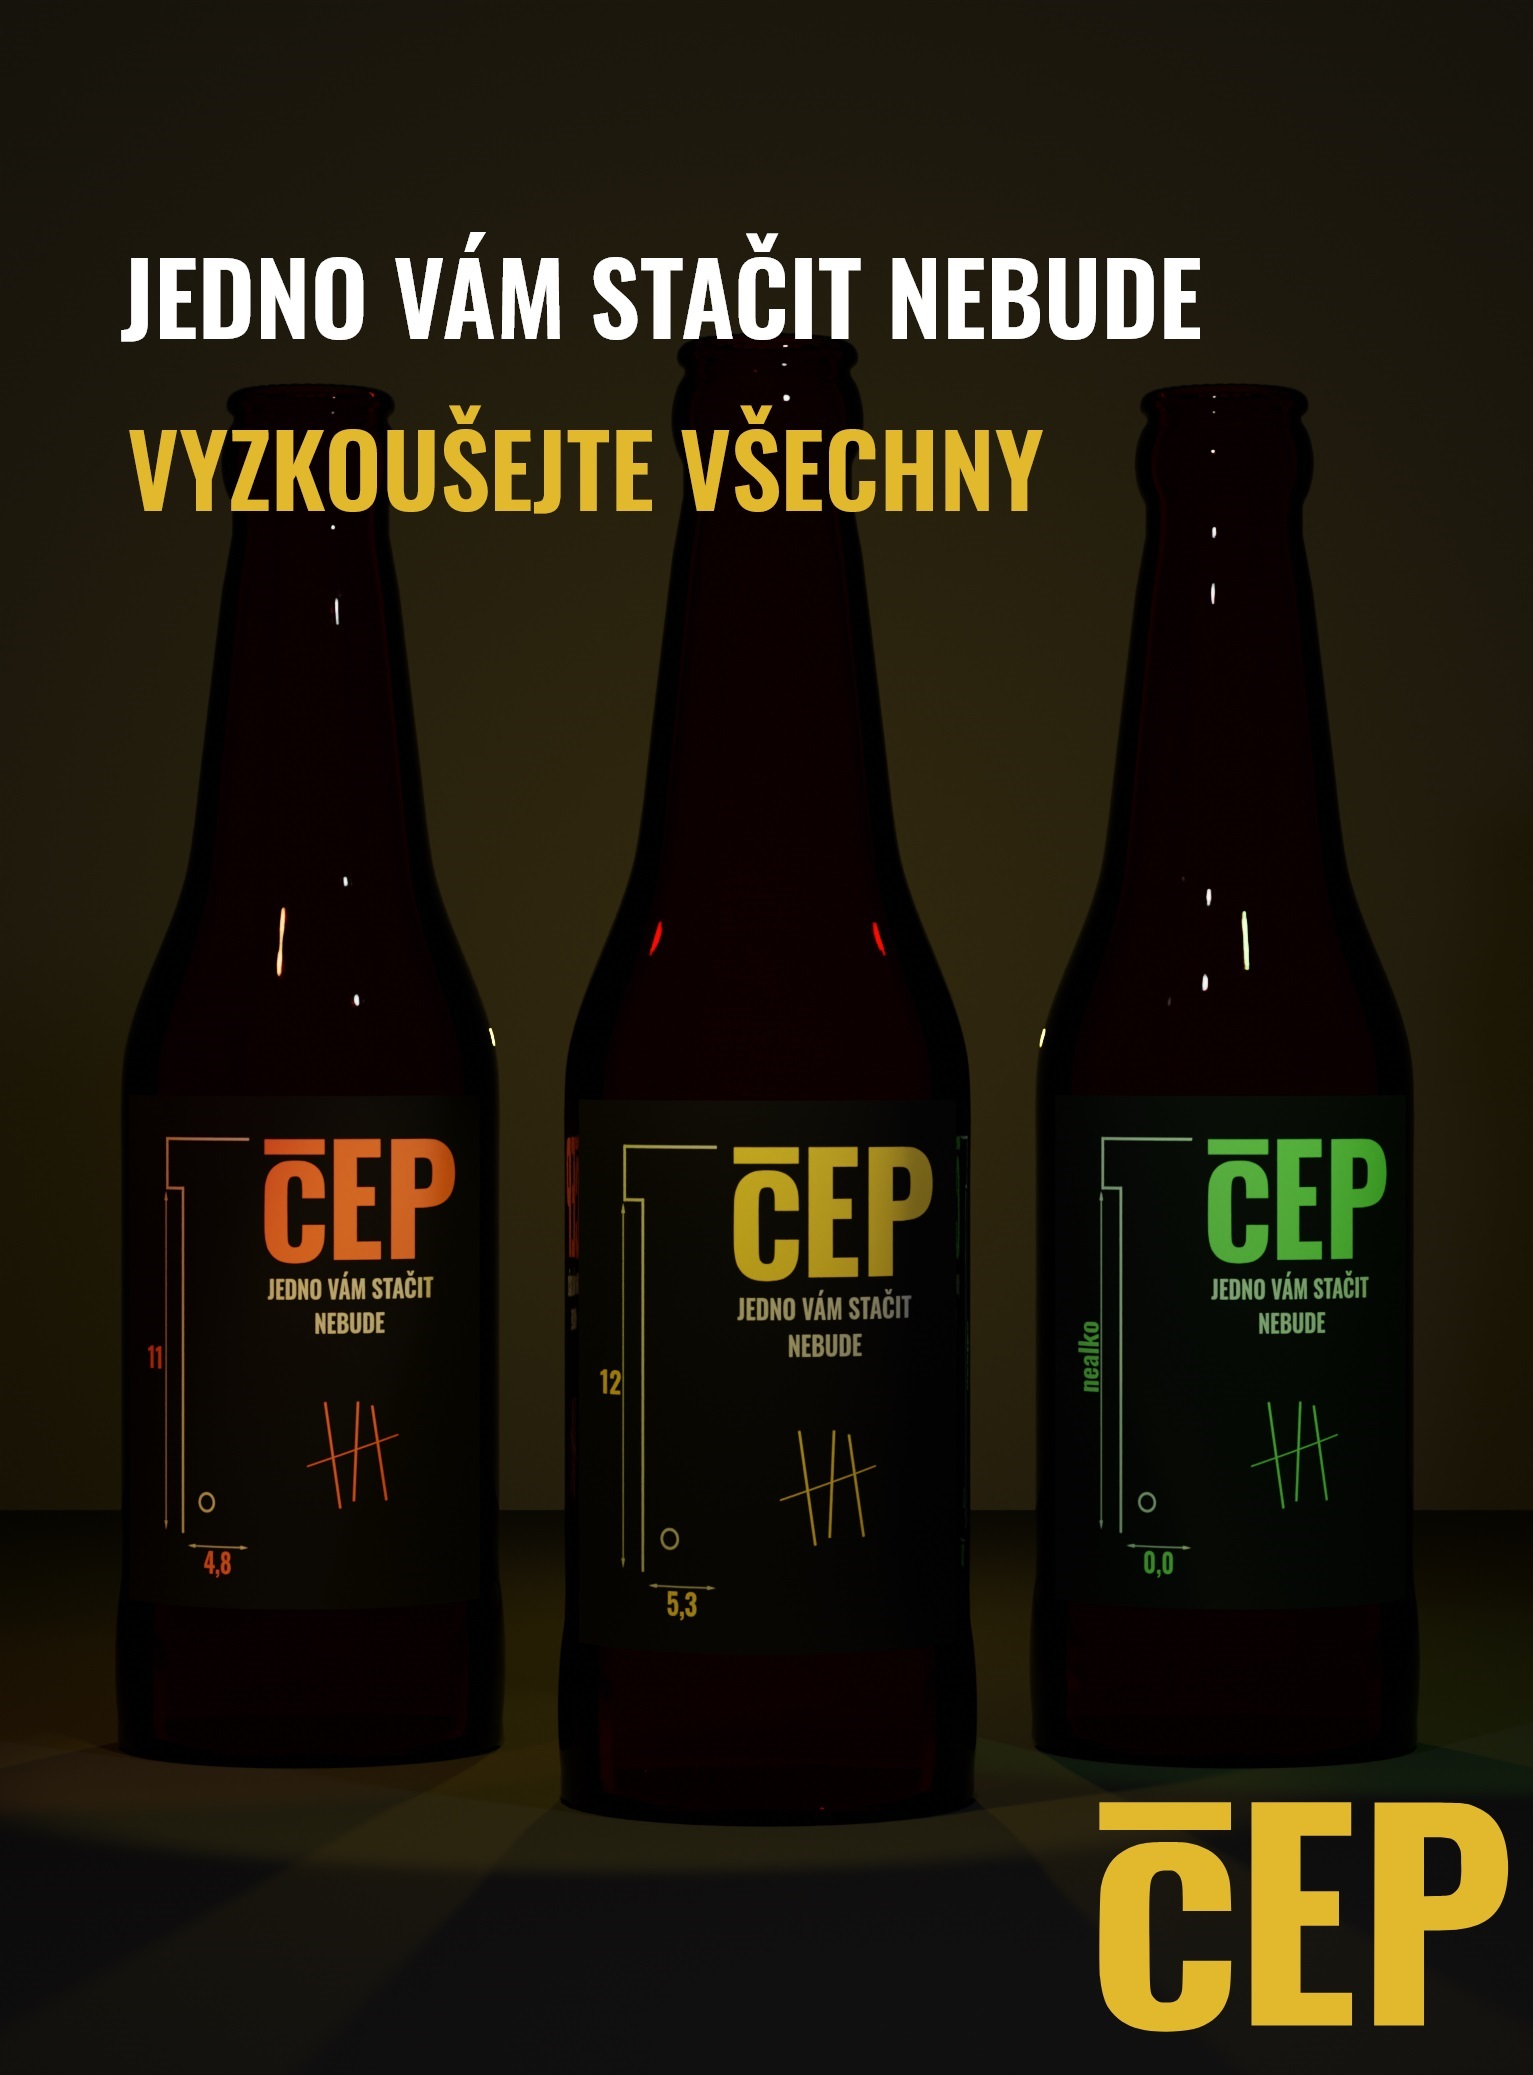 JEDNO VÁM STAČIT NEBUDE
VYZKOUŠEJTE VŠECHNY
ČEP
JEDNO VÁM STAČIT
NEBUDE
11
4,8
ČEP
JEDNO VÁM STAČIT
NEBUDE
12
5,3
ČEP
JEDNO VÁM STAČIT
NEBUDE
nealko
0,0
ČEP